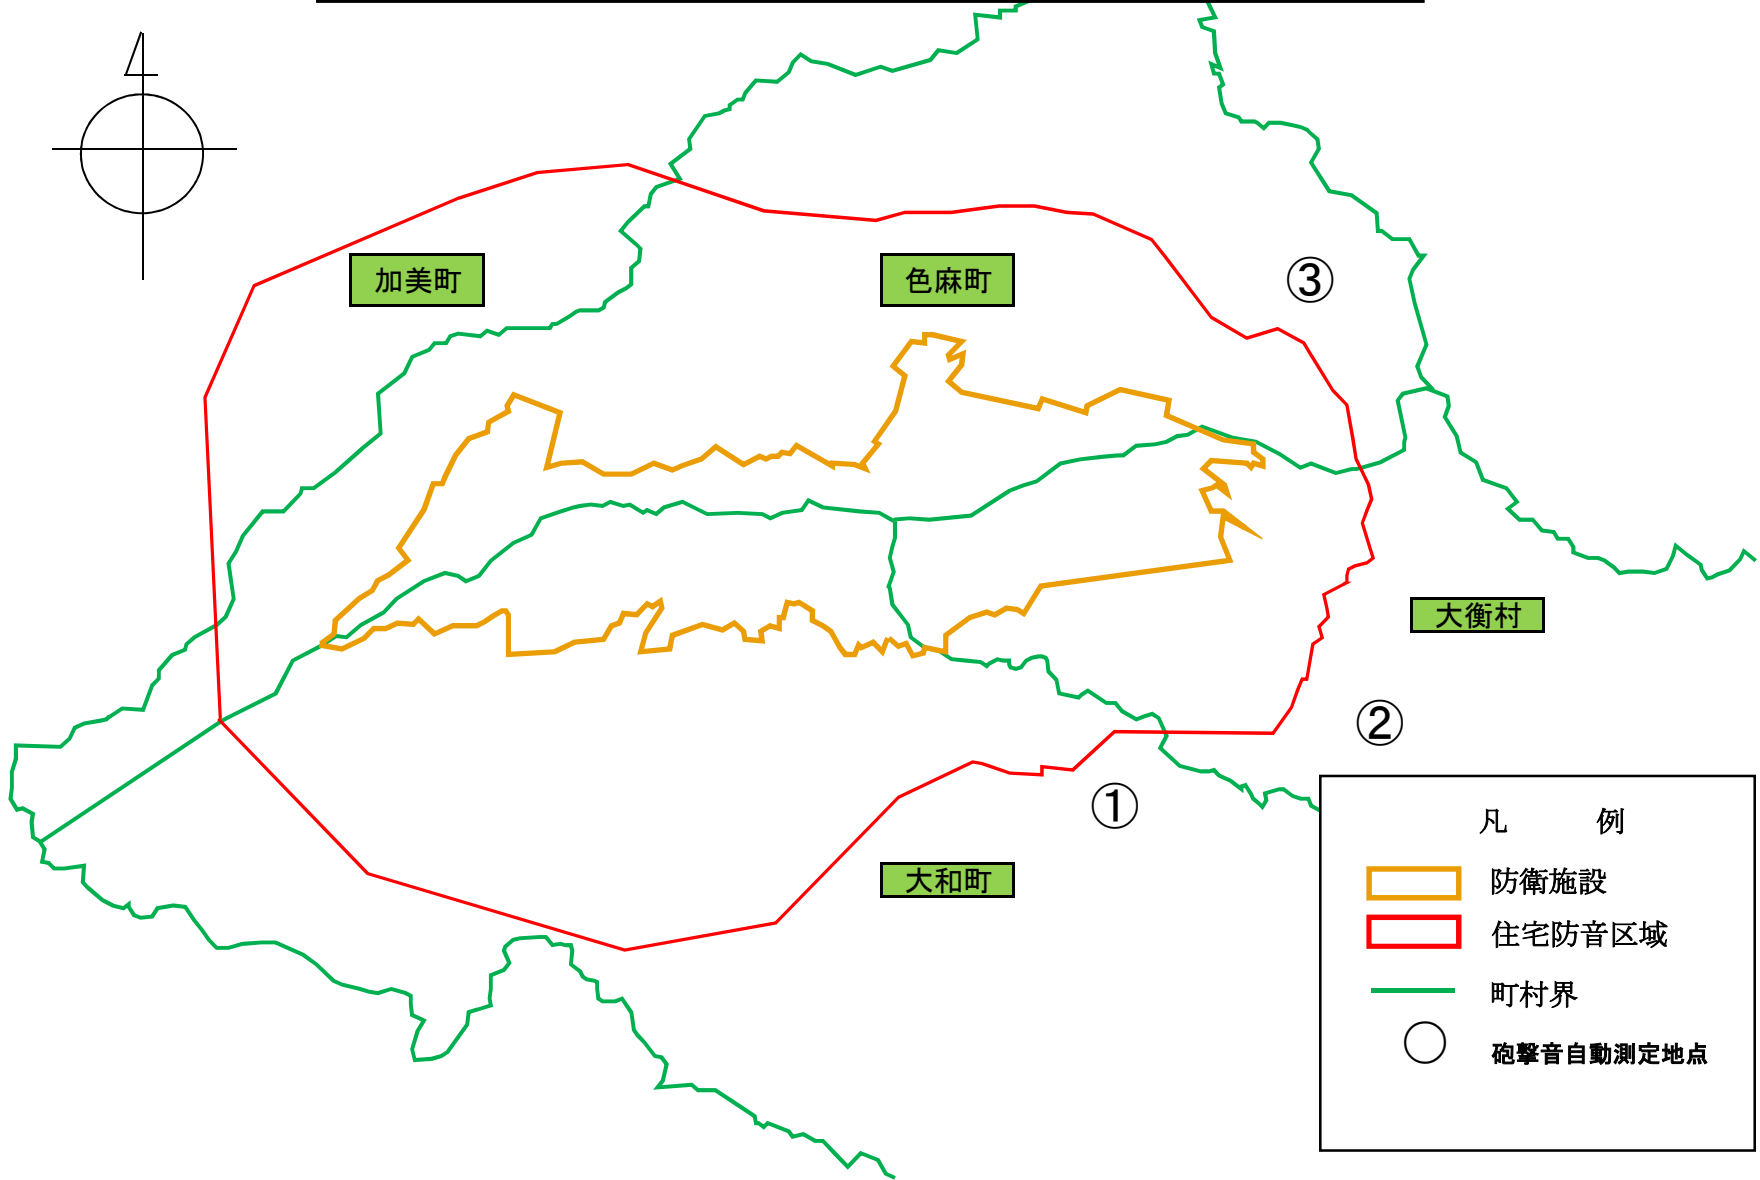 加美町
色麻町
③
大衡村
②
①
大和町
凡 例
防衛施設
住宅防音区域
町村界
砲撃音自動測定地点